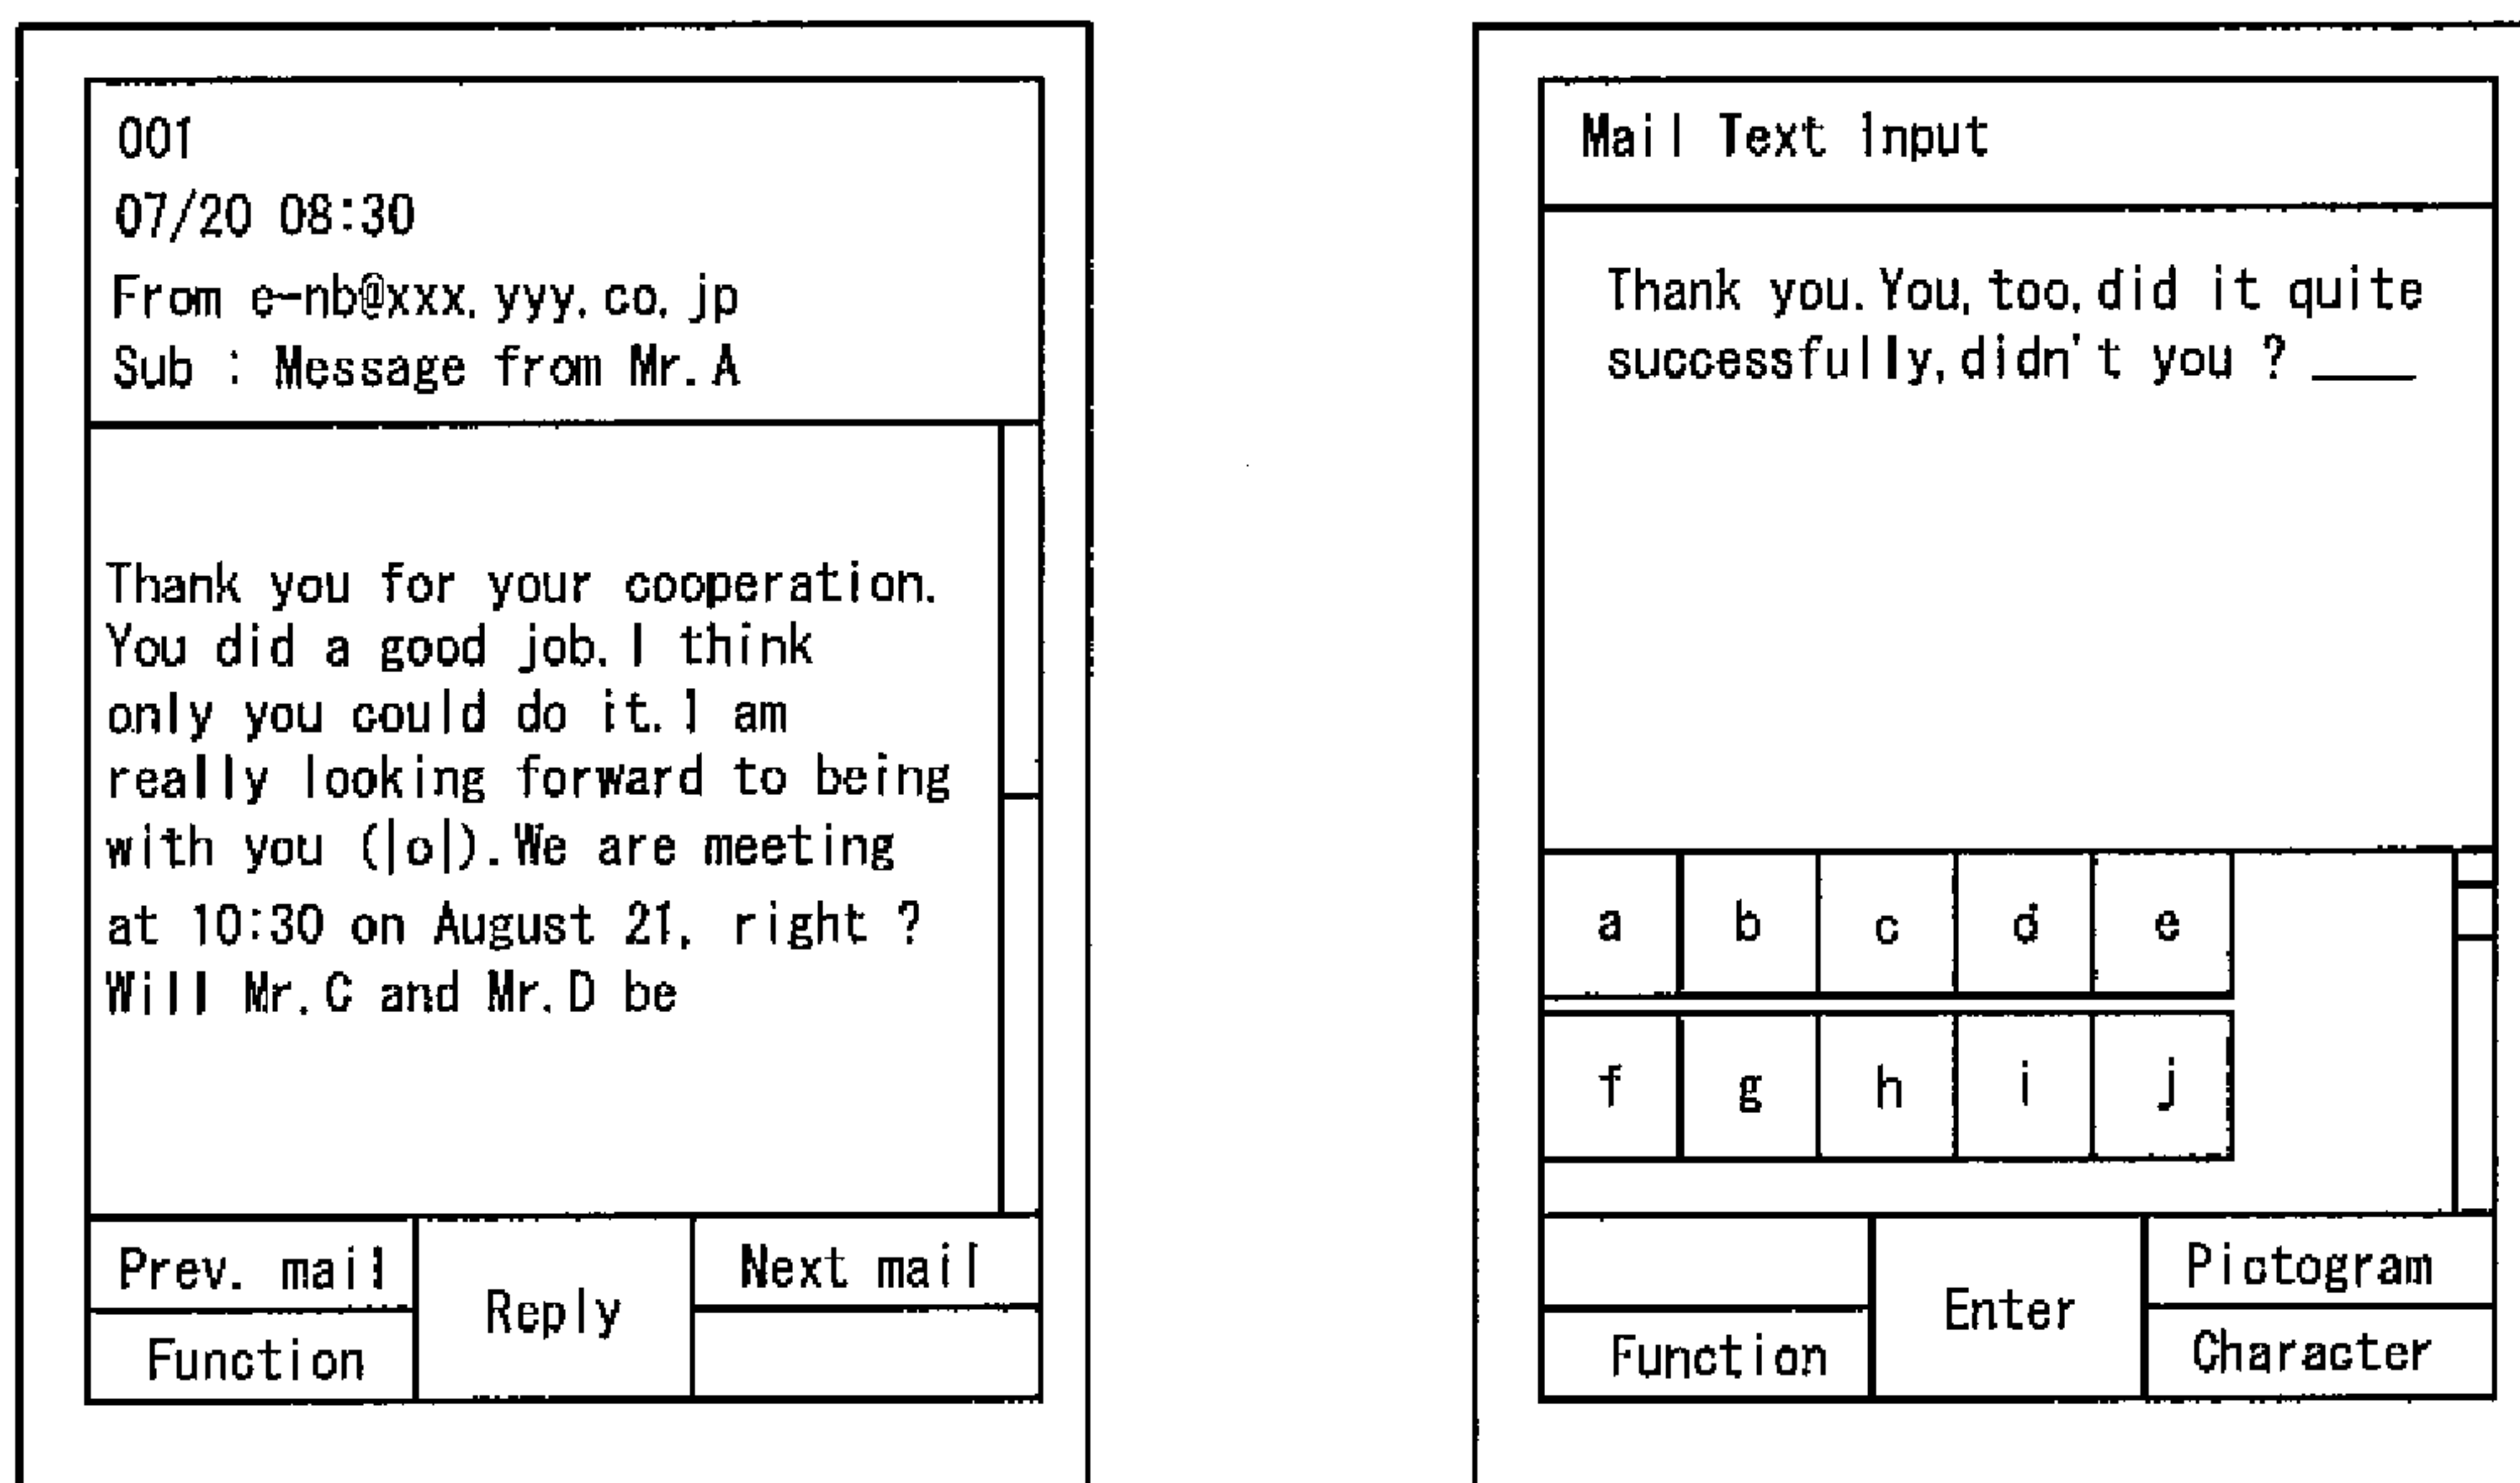 001
07/20 08:30
From e-nb@xxx.yyy.co.jp
Sub : Message from Mr.A
Thank you for your cooperation.
You did a good job.I think
only you could do it.I am
really looking forward to being
with you (|o|).We are meeting
at 10:30 on August 21, right ?
Will Mr.C and Mr.D be
Prev. mail
Reply
Next mail
Function
Mail Text Input
Thank you.You,too,did it quite
successfully,didn't you ?
a b c d e
f g h i j
Pictogram
Enter
Function
Character